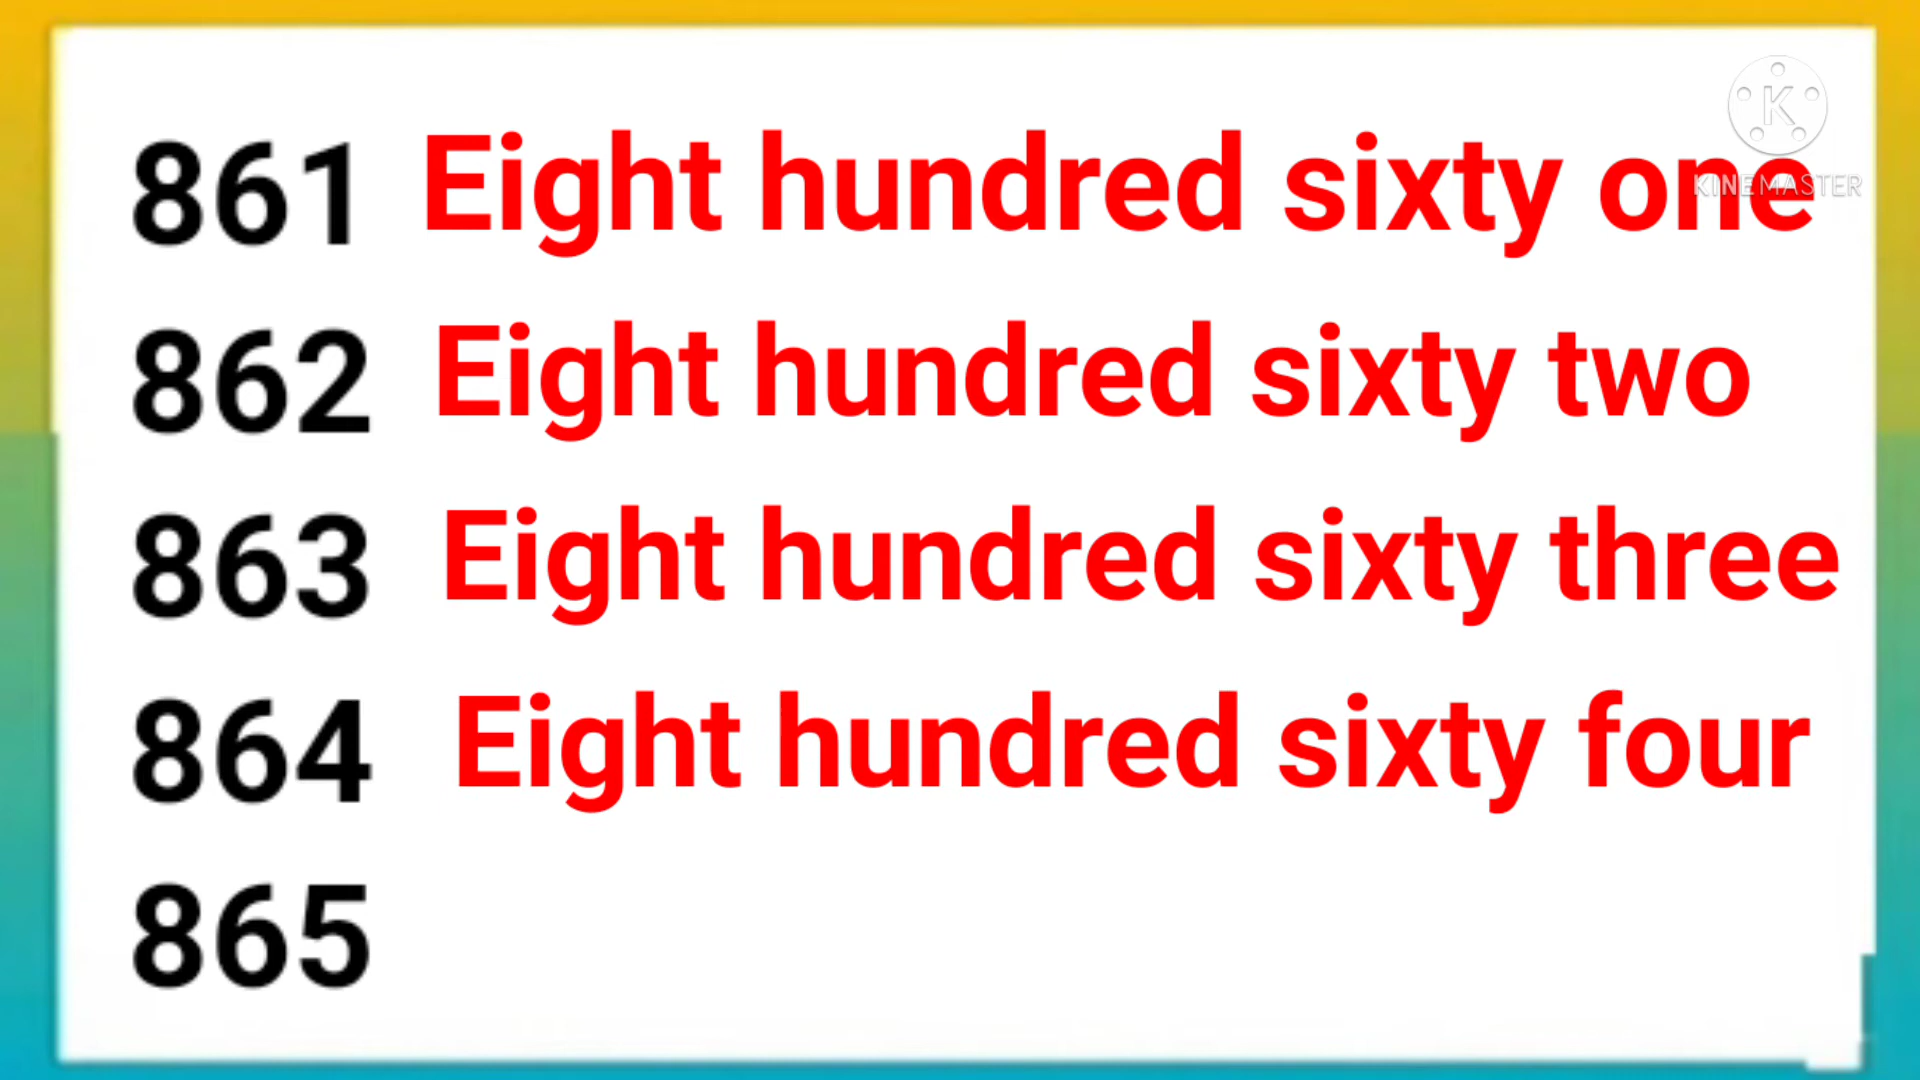 861 Eight hundred sixty one
KINEMASTER
862 Eight hundred sixty two
863 Eight hundred sixty three
864 Eight hundred sixty four
865